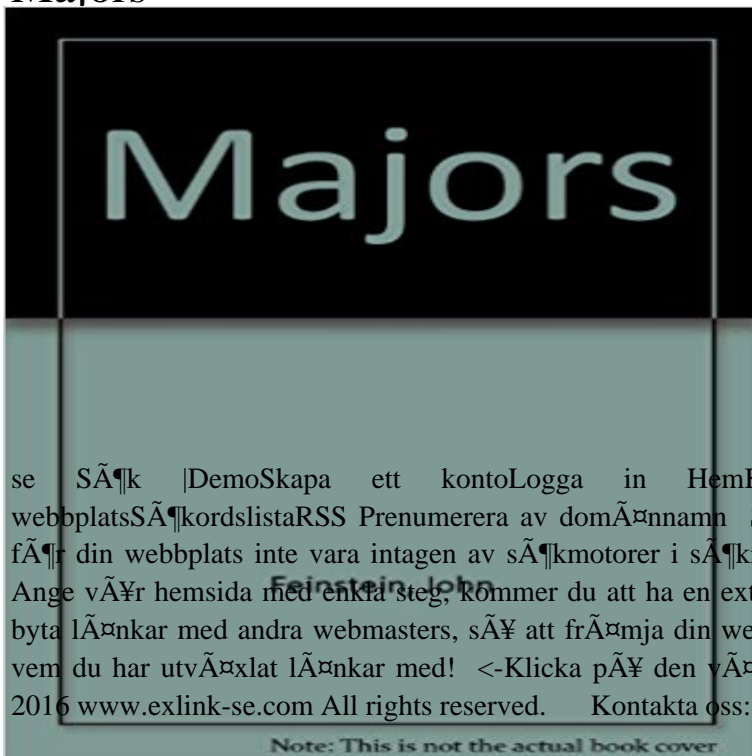 Majors
Majors
se SÃ¶k |DemoSkapa ett kontoLogga in
webbplatsSÃ¶kordslistaRSS Prenumerera av domÃ¤nnamn
fÃ¶r din webbplats inte vara intagen av sÃ¶kmotorer i
Ange vÃ¥r hemsida med enkla steg, kommer du att ha en
Feinstein, John
byta lÃ¤nkar med andra webmasters, sÃ¥ att frÃ¤mja din
vem du har utvÃ¤xlat lÃ¤nkar med! <-Klicka pÃ¥ den
2016 www.exlink-se.com All rights reserved. Kontakta oss:
Note: This is not the actual book cover